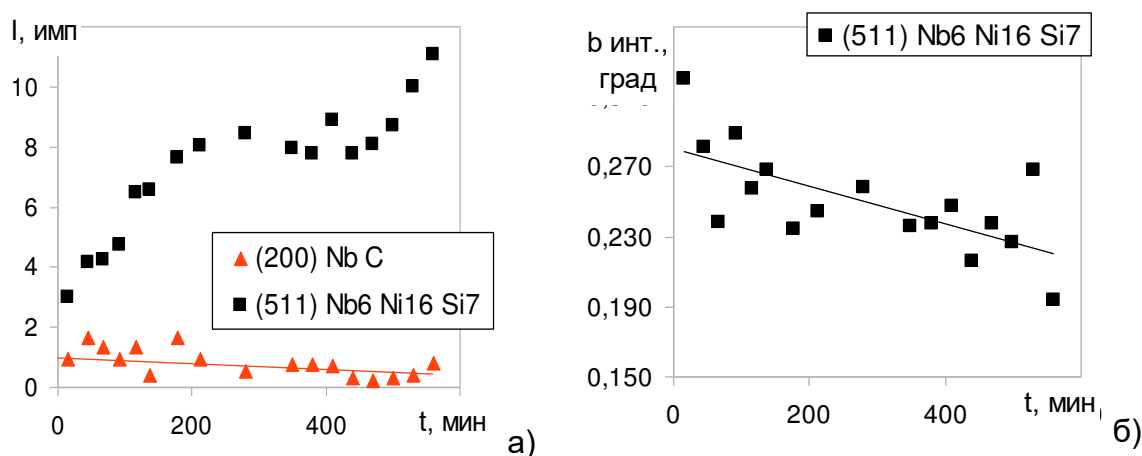 I, имп
10
8
6
4
2
0
200
400
t, мин
а)
(200) Nb C
(511) Nb6 Ni16 Si7
b инт.,
град
0,270
0,230
0,190
0,150
0
200
400
t, мин
б)
(511) Nb6 Ni16 Si7